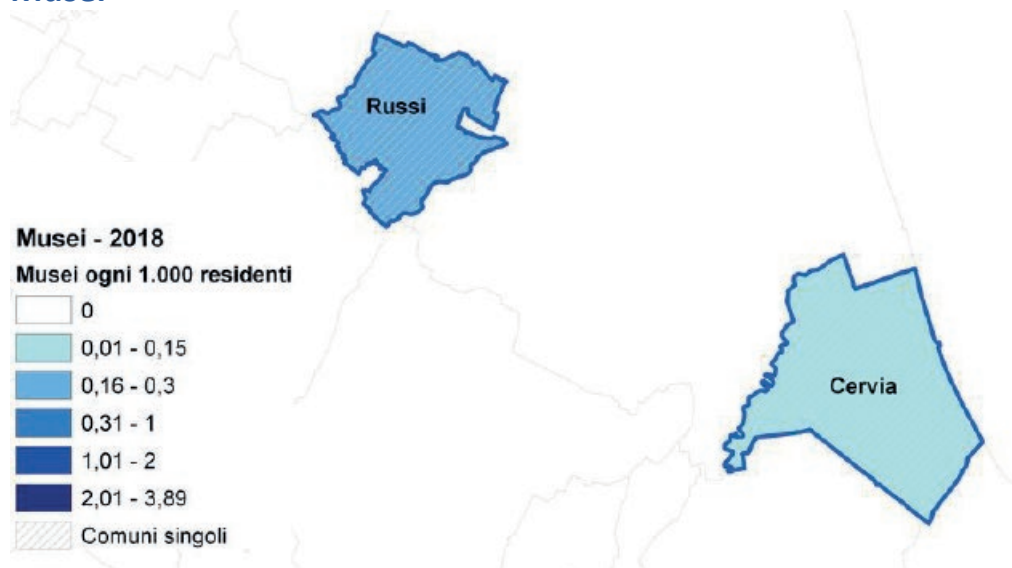 Musei
Russi
Musei - 2018
Musei ogni 1.000 residenti
0
0,01 - 0,15
0,16 - 0,3
0,31 - 1
1,01 - 2
2,01 - 3,89
Comuni singoli
Cervia